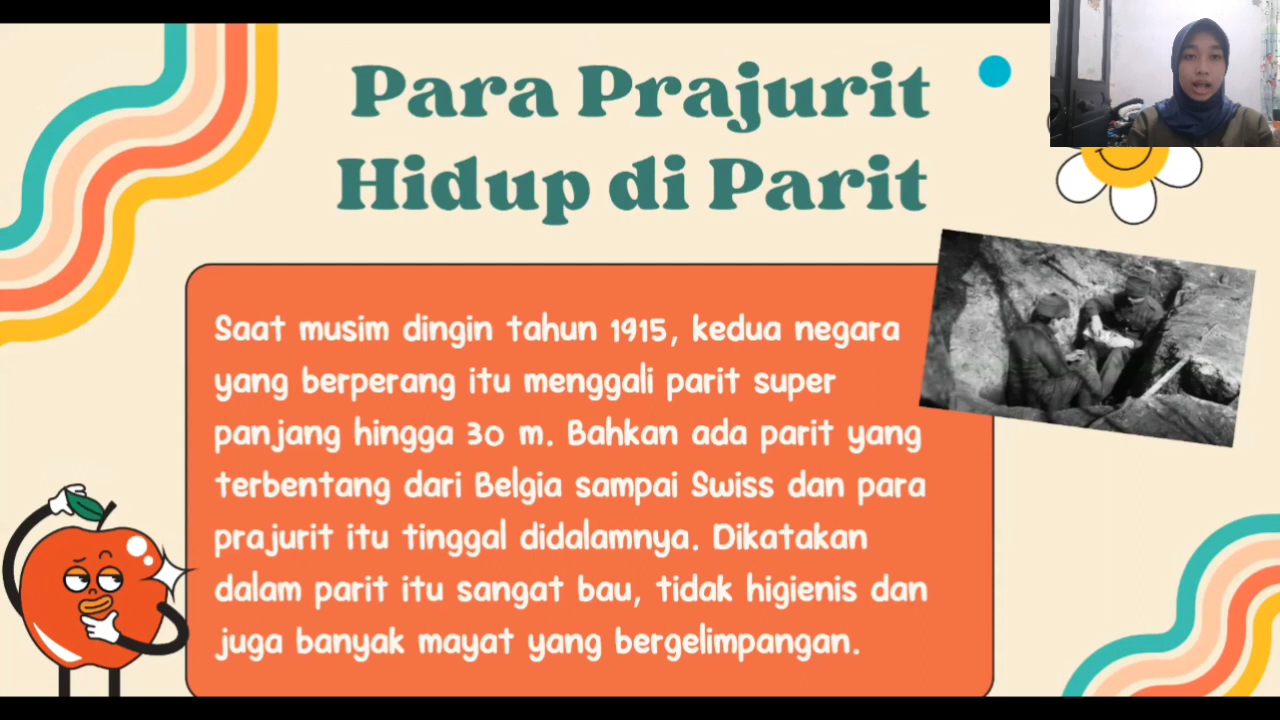 Para Prajurit
Hidup di Parit
Saat musim dingin tahun 1915, kedua negara
yang berperang itu menggali parit super
panjang hingga 30 m. Bahkan ada parit yang
terbentang dari Belgia sampai Swiss dan para
prajurit itu tinggal didalamnya. Dikatakan
dalam parit itu sangat bau, tidak higienis dan
juga banyak mayat yang bergelimpangan.